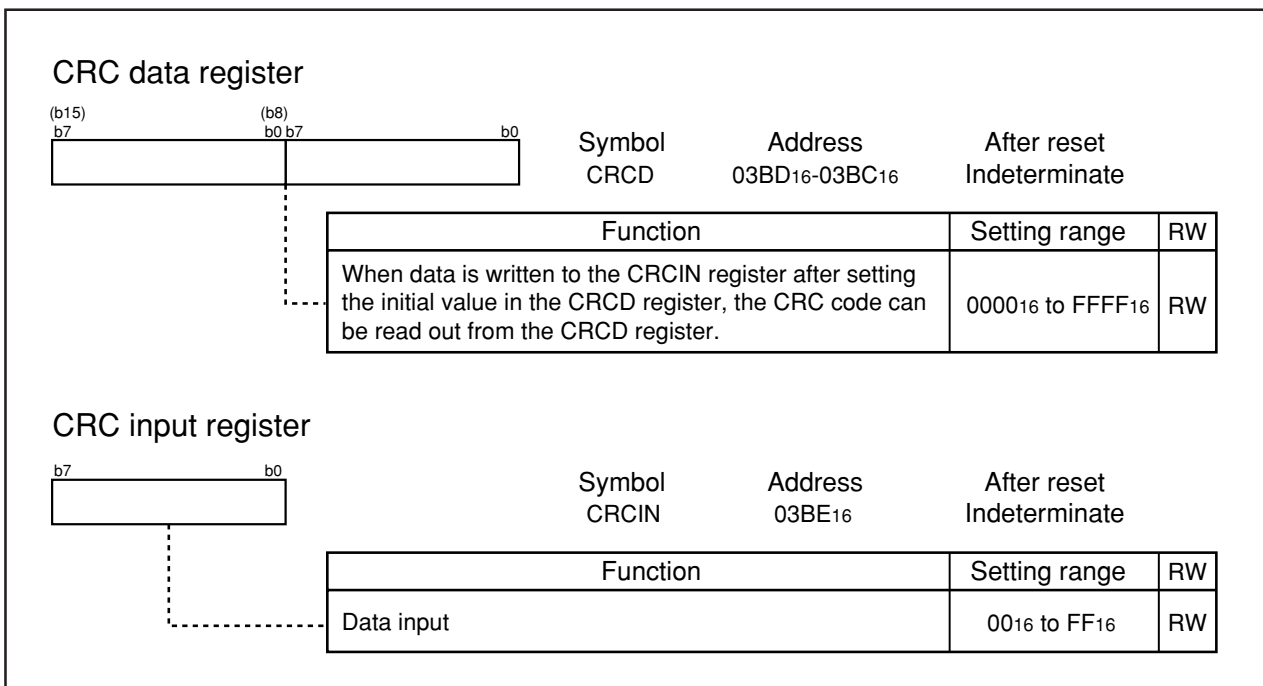 CRC data register
(b15) (b8)
b7 b0 b7 b0
Symbol Address After reset
CRCD 03BD16-03BC16 Indeterminate
Function Setting range RW
When data is written to the CRCIN register after setting
the initial value in the CRCD register, the CRC code can
be read out from the CRCD register.
000016 to FFFF16 RW
CRC input register
b7 b0
Symbol Address After reset
CRCIN 03BE16 Indeterminate
Function Setting range RW
Data input 0016 to FF16 RW